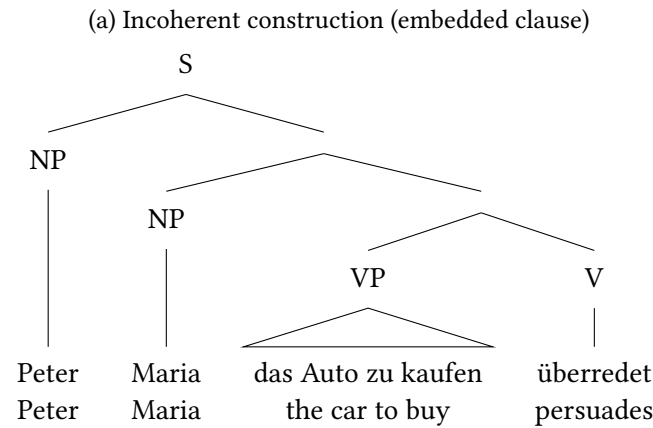 (a) Incoherent construction (embedded clause)
S
NP
NP
VP V
Peter Maria das Auto zu kaufen überredet
Peter Maria the car to buy persuades